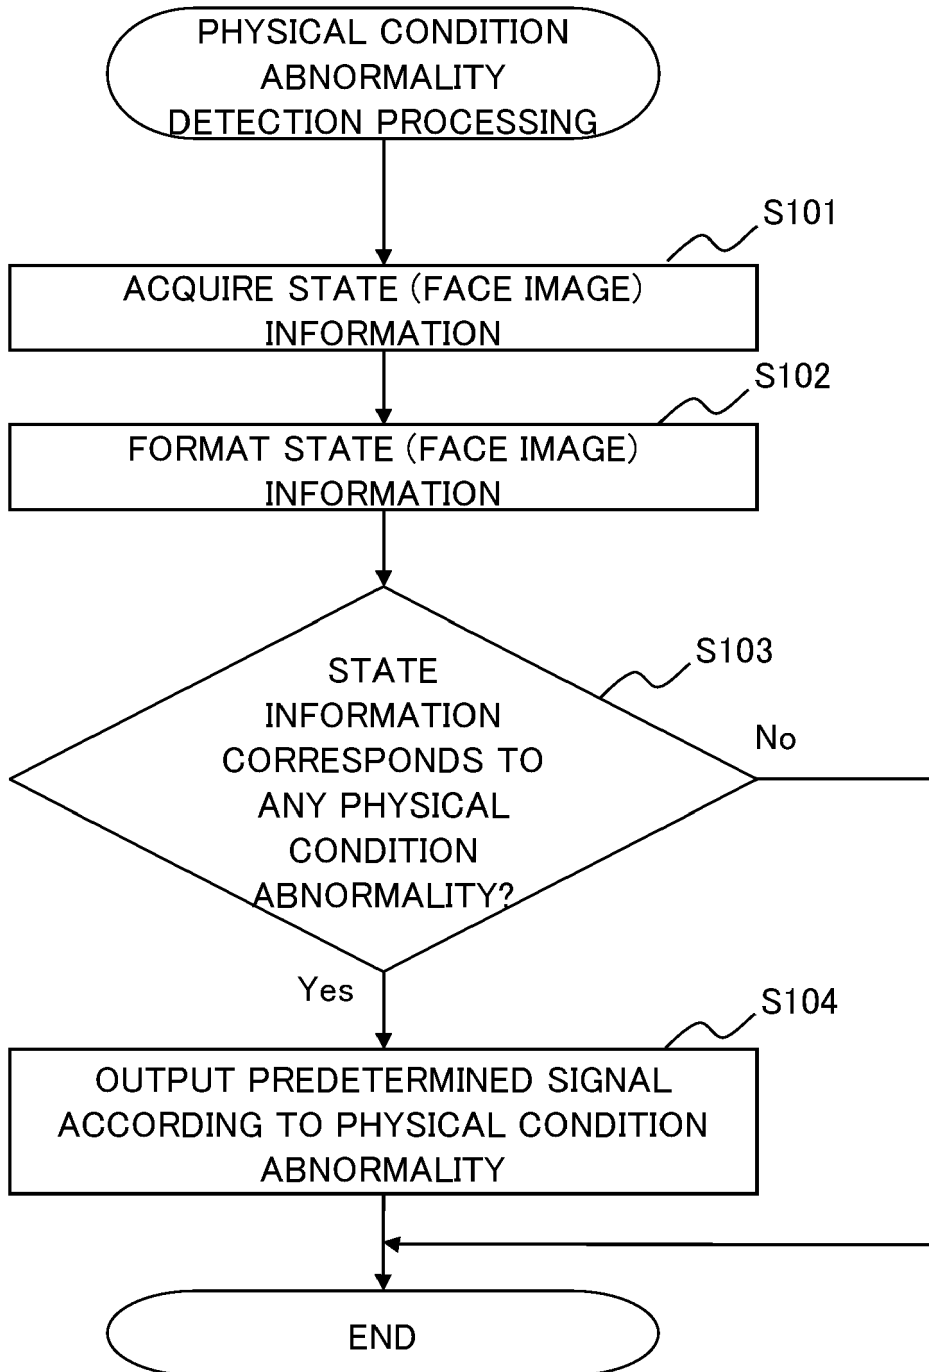 PHYSICAL CONDITION
ABNORMALITY
DETECTION PROCESSING
S101
ACQUIRE STATE (FACE IMAGE)
INFORMATION
S102
FORMAT STATE (FACE IMAGE)
INFORMATION
S103
STATE
INFORMATION
CORRESPONDS TO
ANY PHYSICAL
CONDITION
ABNORMALITY?
No
Yes
S104
OUTPUT PREDETERMINED SIGNAL
ACCORDING TO PHYSICAL CONDITION
ABNORMALITY
END